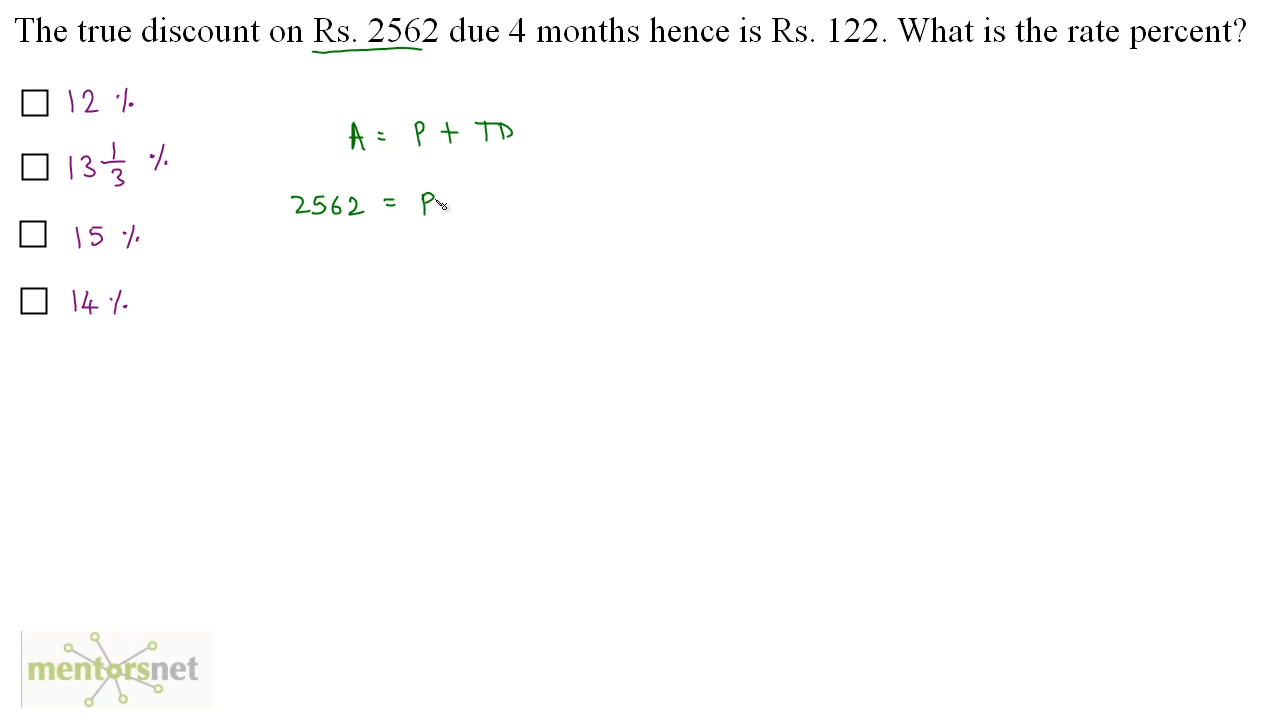 The true discount on Rs. 2562 due 4 months hence is Rs. 122. What is the rate percent?
12 %
13 1/3 %
15 %
14 %
A = P + TD
2562 = P
mentorsnet